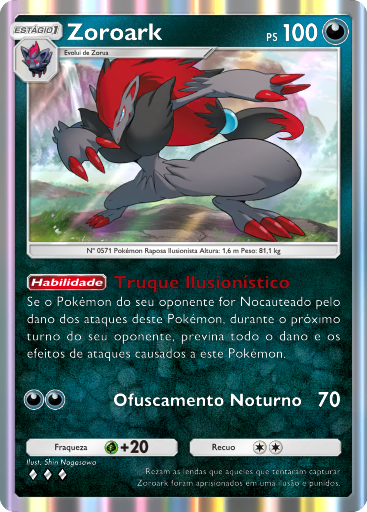 ESTÁGIO 1
Zoroark
PS 100
Evolui de Zorua
Nº 0571 Pokémon Raposa Ilusionista Altura: 1,6 m Peso: 81,1 kg
Habilidade Truque Ilusionístico
Se o Pokémon do seu oponente for Nocauteado pelo
dano dos ataques deste Pokémon, durante o próximo
turno do seu oponente, previna todo o dano e os
efeitos de ataques causados a este Pokémon.
Ofuscamento Noturno 70
Fraqueza +20 Recuo
Ilust. Shin Nagasawa
Rezam as lendas que aqueles que tentaram capturar
Zoroark foram aprisionados em uma ilusão e punidos.